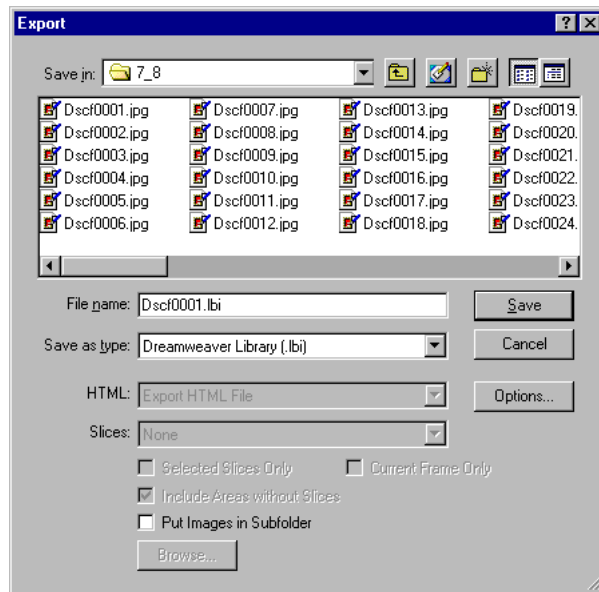 Export
Save in: 7_8
Dscf0001.jpg Dscf0007.jpg Dscf0013.jpg Dscf0019.
Dscf0002.jpg Dscf0008.jpg Dscf0014.jpg Dscf0020.
Dscf0003.jpg Dscf0009.jpg Dscf0015.jpg Dscf0021.
Dscf0004.jpg Dscf0010.jpg Dscf0016.jpg Dscf0022.
Dscf0005.jpg Dscf0011.jpg Dscf0017.jpg Dscf0023.
Dscf0006.jpg Dscf0012.jpg Dscf0018.jpg Dscf0024.
File name: Dscf0001.lbi Save
Save as type: Dreamweaver Library (.lbi) Cancel
HTML: Export HTML File Options...
Slices: None
Selected Slices Only Current Frame Only
Include Areas without Slices
Put Images in Subfolder
Browse...